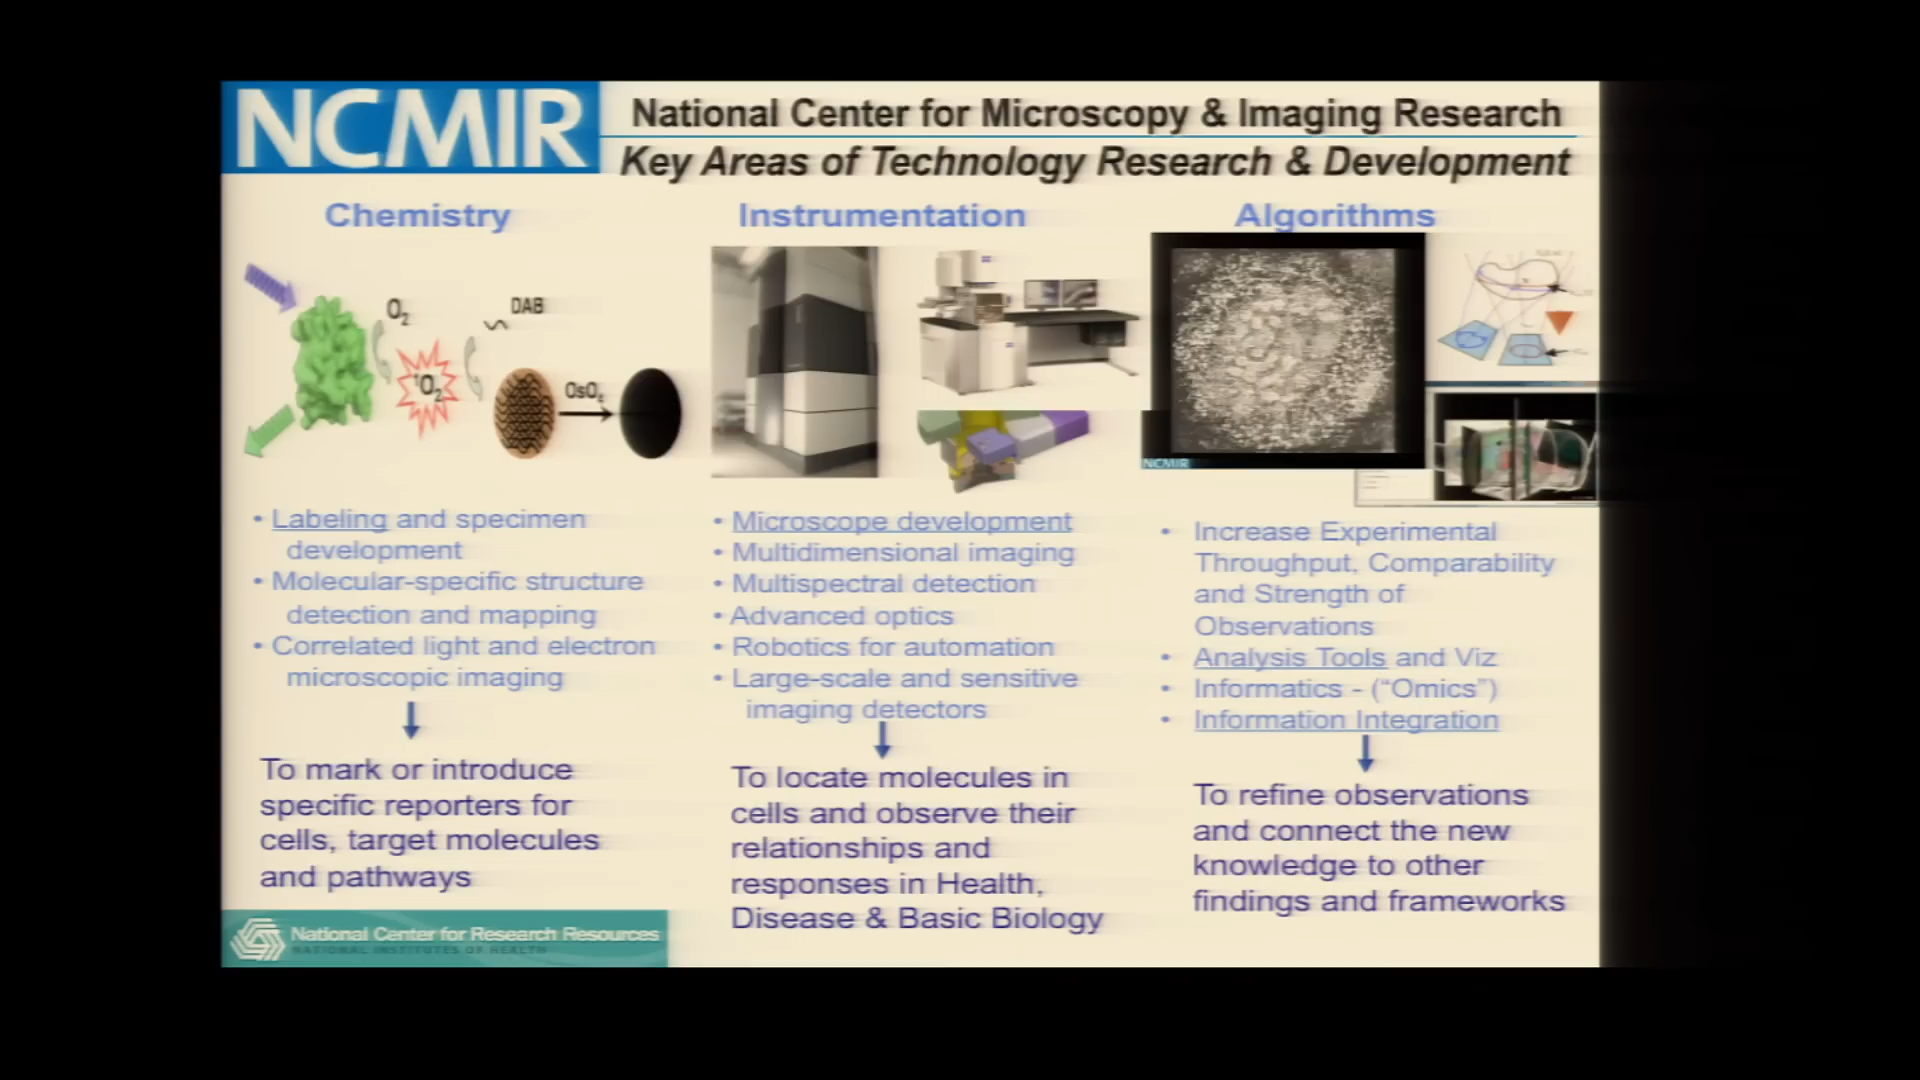 NCMIR
National Center for Microscopy & Imaging Research
Key Areas of Technology Research & Development
Chemistry
O2
DAB
1O2
OsO4
• Labeling and specimen
development
• Molecular-specific structure
detection and mapping
• Correlated light and electron
microscopic imaging
To mark or introduce
specific reporters for
cells, target molecules
and pathways
Instrumentation
• Microscope development
• Multidimensional imaging
• Multispectral detection
• Advanced optics
• Robotics for automation
• Large-scale and sensitive
imaging detectors
To locate molecules in
cells and observe their
relationships and
responses in Health,
Disease & Basic Biology
Algorithms
NCMIR
• Increase Experimental
Throughput, Comparability
and Strength of
Observations
• Analysis Tools and Viz
• Informatics - (“Omics”)
• Information Integration
To refine observations
and connect the new
knowledge to other
findings and frameworks
National Center for Research Resources
NATIONAL INSTITUTES OF HEALTH